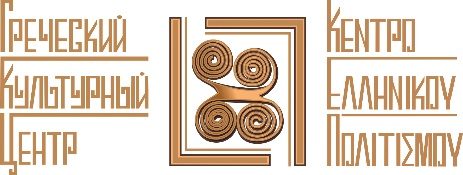 Греческий
Культурный
Центр
Κεντρο
Ελληνικου
Πολιτισμου